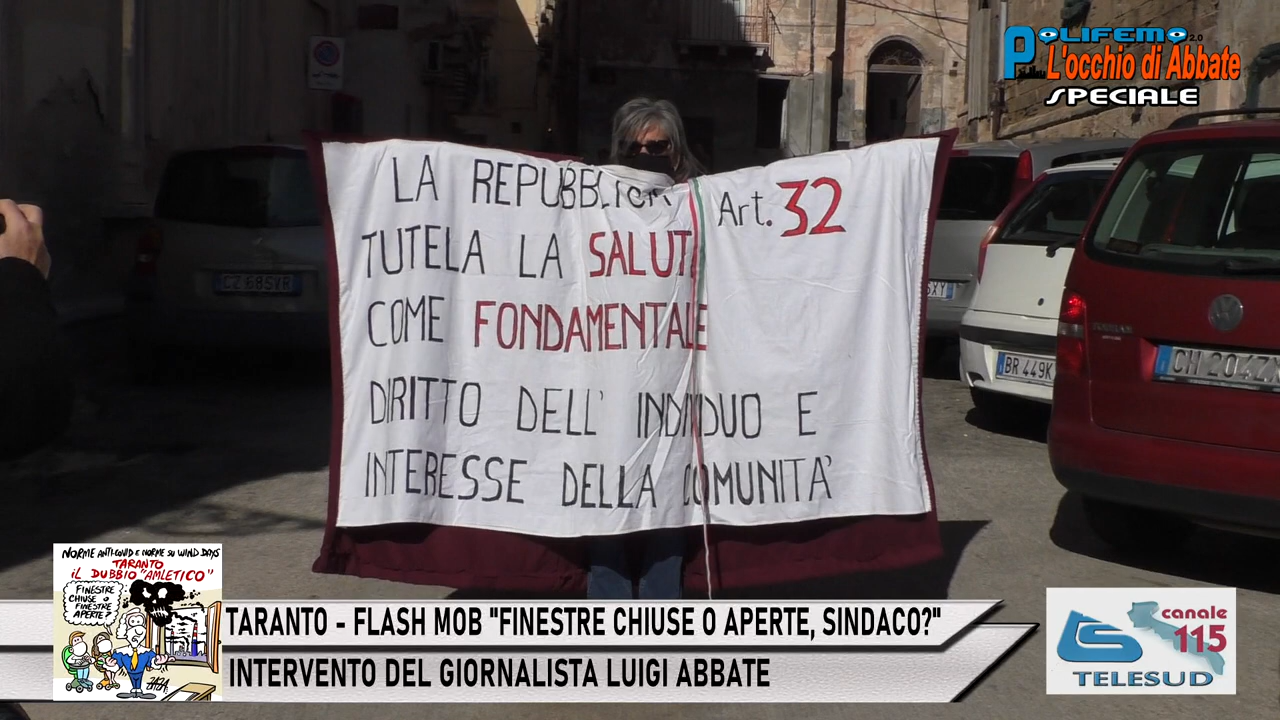 POLIFEMO 2.0
L'occhio di Abbate
SPECIALE
LA REPUBBLICA
Art. 32
TUTELA LA SALUTE
COME FONDAMENTALE
DIRITTO DELL' INDIVIDUO E
INTERESSE DELLA COMUNITA'
CZ 685VR
BR 449K
CH 204Z
NORME ANTI-COVID E NORME SU WIND DAYS
TARANTO
IL DUBBIO "AMLETICO"
FINESTRE
CHIUSE O
FINESTRE
APERTE?
TARANTO - FLASH MOB "FINESTRE CHIUSE O APERTE, SINDACO?"
INTERVENTO DEL GIORNALISTA LUIGI ABBATE
canale
115
TELESUD